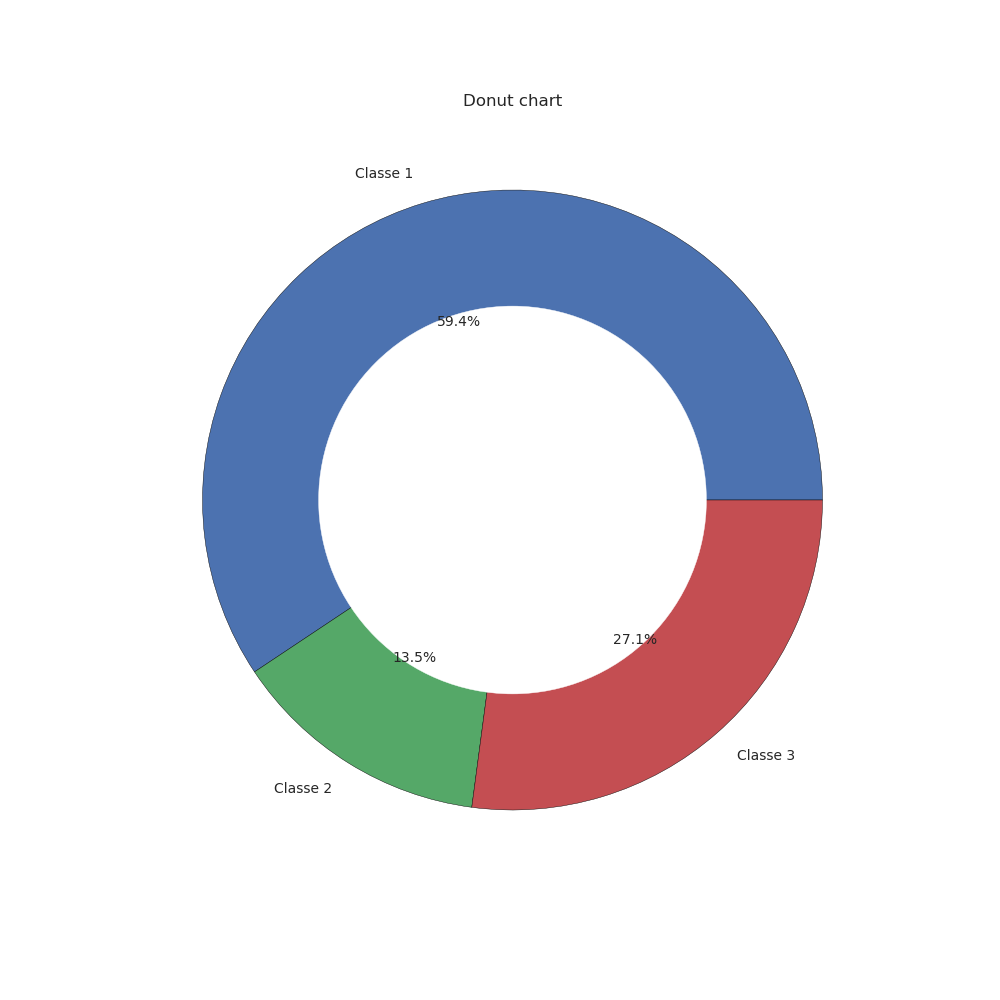 Donut chart
Classe 1
59.4%
27.1%
13.5%
Classe 3
Classe 2